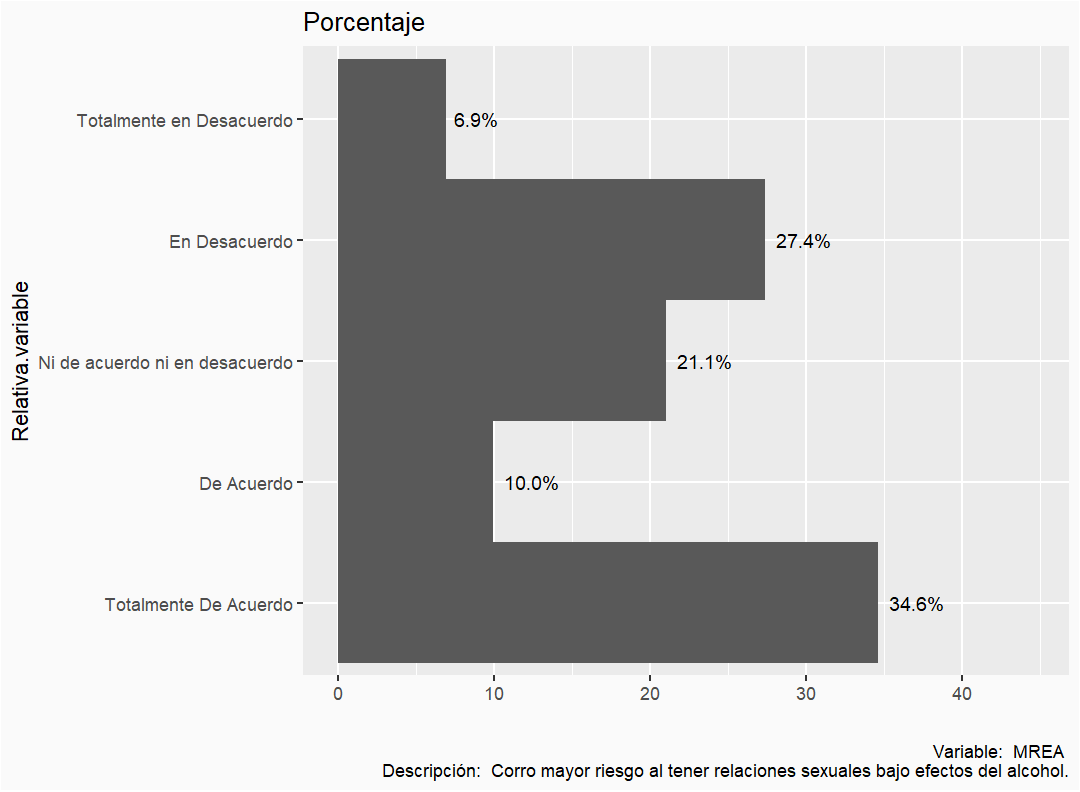 Porcentaje
Relativa.variable
Totalmente en Desacuerdo
6.9%
En Desacuerdo
27.4%
Ni de acuerdo ni en desacuerdo
21.1%
De Acuerdo
10.0%
Totalmente De Acuerdo
34.6%
0 10 20 30 40
Variable:  MREA
Descripción:  Corro mayor riesgo al tener relaciones sexuales bajo efectos del alcohol.